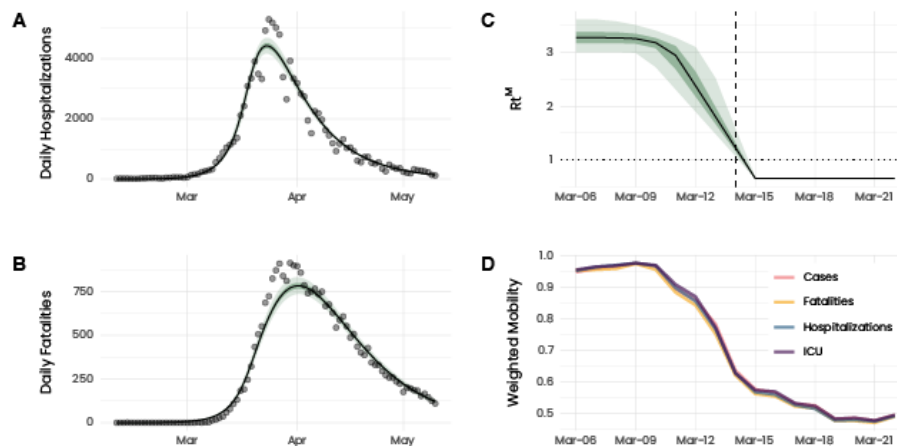 A
Daily Hospitalizations
4000
2000
0
Mar Apr May
B
Daily Fatalities
750
500
250
0
Mar Apr May
C
Rt^M
3
2
1
Mar-06 Mar-09 Mar-12 Mar-15 Mar-18 Mar-21
D
Weighted Mobility
1.0
0.9
0.8
0.7
0.6
0.5
Cases
Fatalities
Hospitalizations
ICU
Mar-06 Mar-09 Mar-12 Mar-15 Mar-18 Mar-21